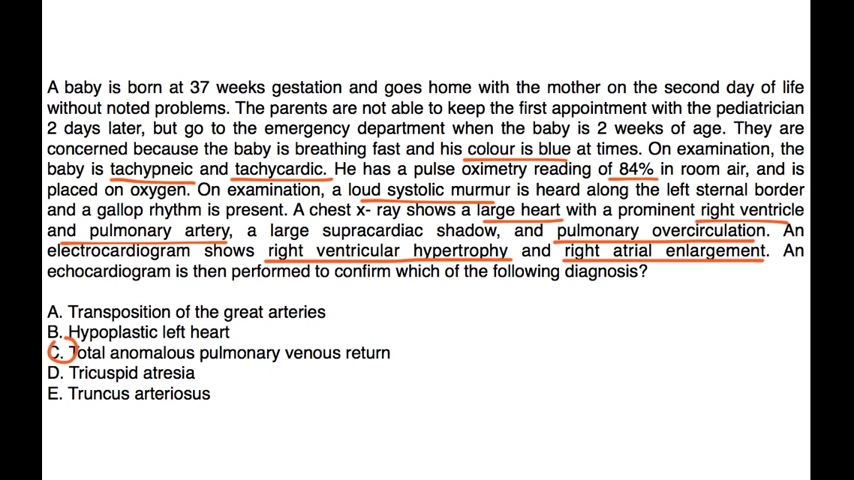 A baby is born at 37 weeks gestation and goes home with the mother on the second day of life
without noted problems. The parents are not able to keep the first appointment with the pediatrician
2 days later, but go to the emergency department when the baby is 2 weeks of age. They are
concerned because the baby is breathing fast and his colour is blue at times. On examination, the
baby is tachypneic and tachycardic. He has a pulse oximetry reading of 84% in room air, and is
placed on oxygen. On examination, a loud systolic murmur is heard along the left sternal border
and a gallop rhythm is present. A chest x- ray shows a large heart with a prominent right ventricle
and pulmonary artery, a large supracardiac shadow, and pulmonary overcirculation. An
electrocardiogram shows right ventricular hypertrophy and right atrial enlargement. An
echocardiogram is then performed to confirm which of the following diagnosis?
A. Transposition of the great arteries
B. Hypoplastic left heart
C. Total anomalous pulmonary venous return
D. Tricuspid atresia
E. Truncus arteriosus